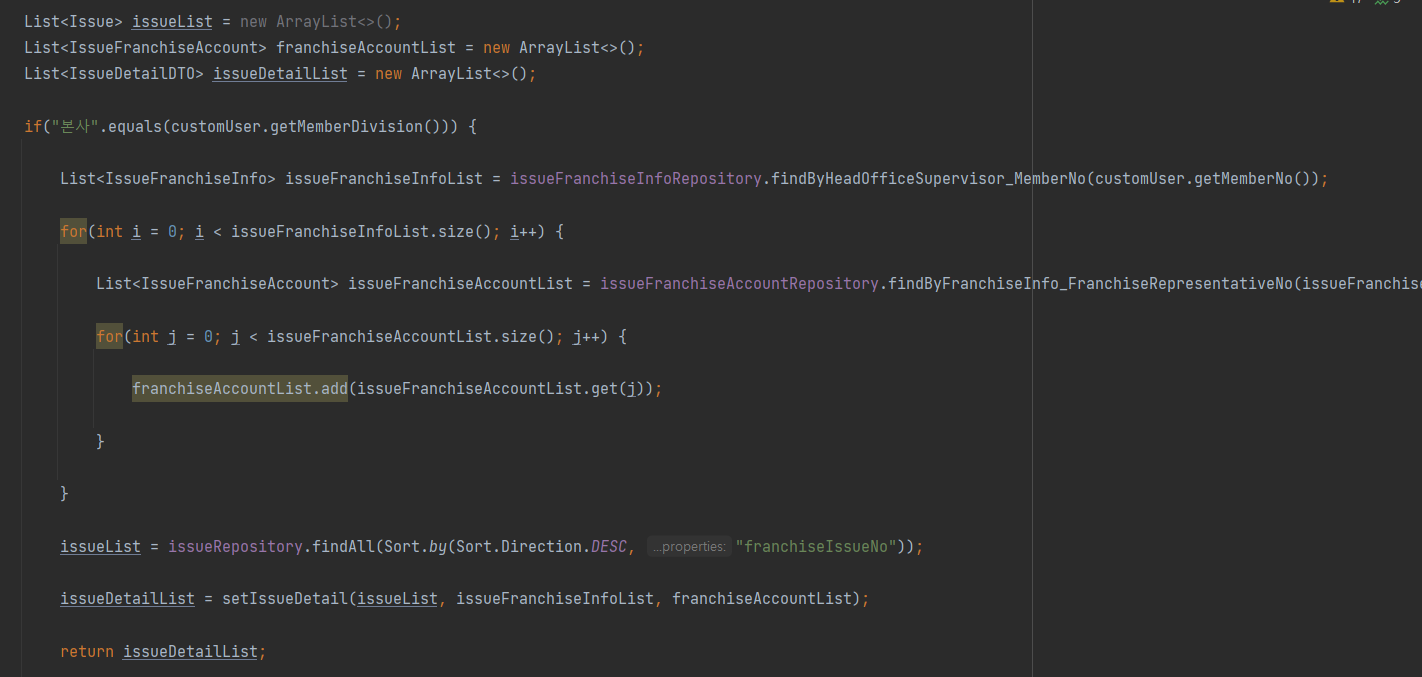 List<Issue> issueList = new ArrayList<>();
List<IssueFranchiseAccount> franchiseAccountList = new ArrayList<>();
List<IssueDetailDTO> issueDetailList = new ArrayList<>();
if("본사".equals(customUser.getMemberDivision())) {
List<IssueFranchiseInfo> issueFranchiseInfoList = issueFranchiseInfoRepository.findByHeadOfficeSupervisor_MemberNo(customUser.getMemberNo());
for(int i = 0; i < issueFranchiseInfoList.size(); i++) {
List<IssueFranchiseAccount> issueFranchiseAccountList = issueFranchiseAccountRepository.findByFranchiseInfo_FranchiseRepresentativeNo(issueFranchise
for(int j = 0; j < issueFranchiseAccountList.size(); j++) {
franchiseAccountList.add(issueFranchiseAccountList.get(j));
}
}
issueList = issueRepository.findAll(Sort.by(Sort.Direction.DESC, ...properties: "franchiseIssueNo"));
issueDetailList = setIssueDetail(issueList, issueFranchiseInfoList, franchiseAccountList);
return issueDetailList;